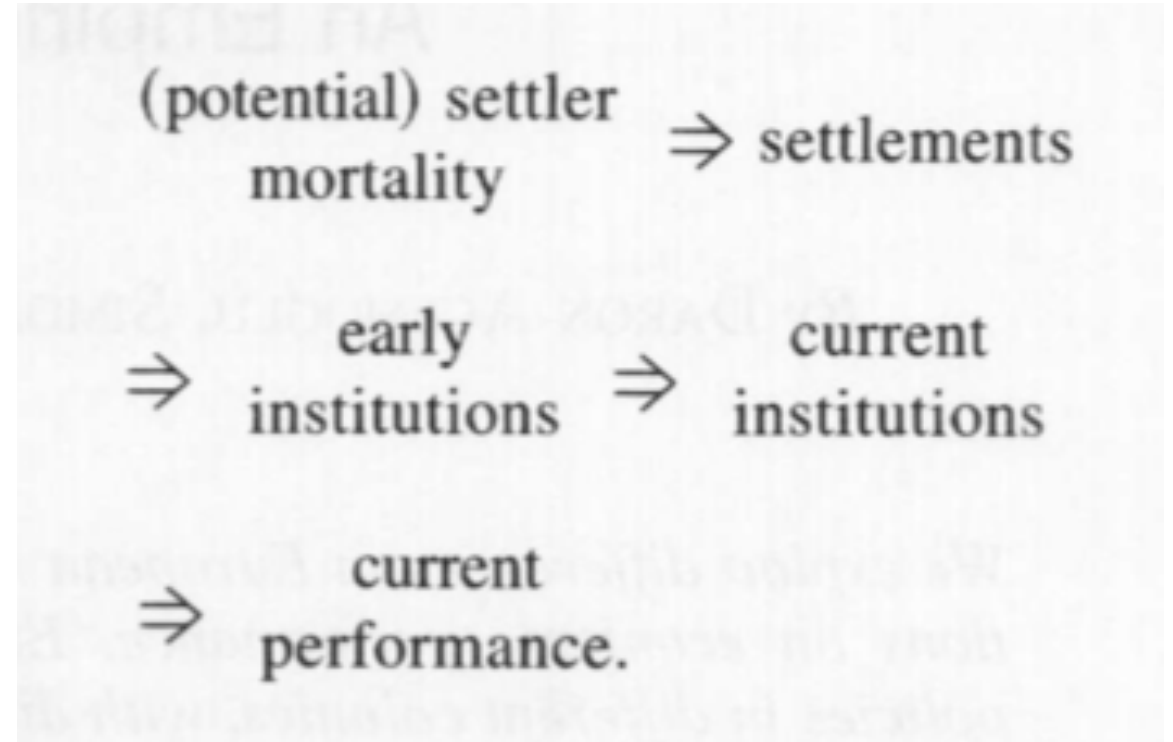 (potential) settler
mortality
⇒ settlements
⇒ early
institutions
⇒ current
institutions
⇒ current
performance.